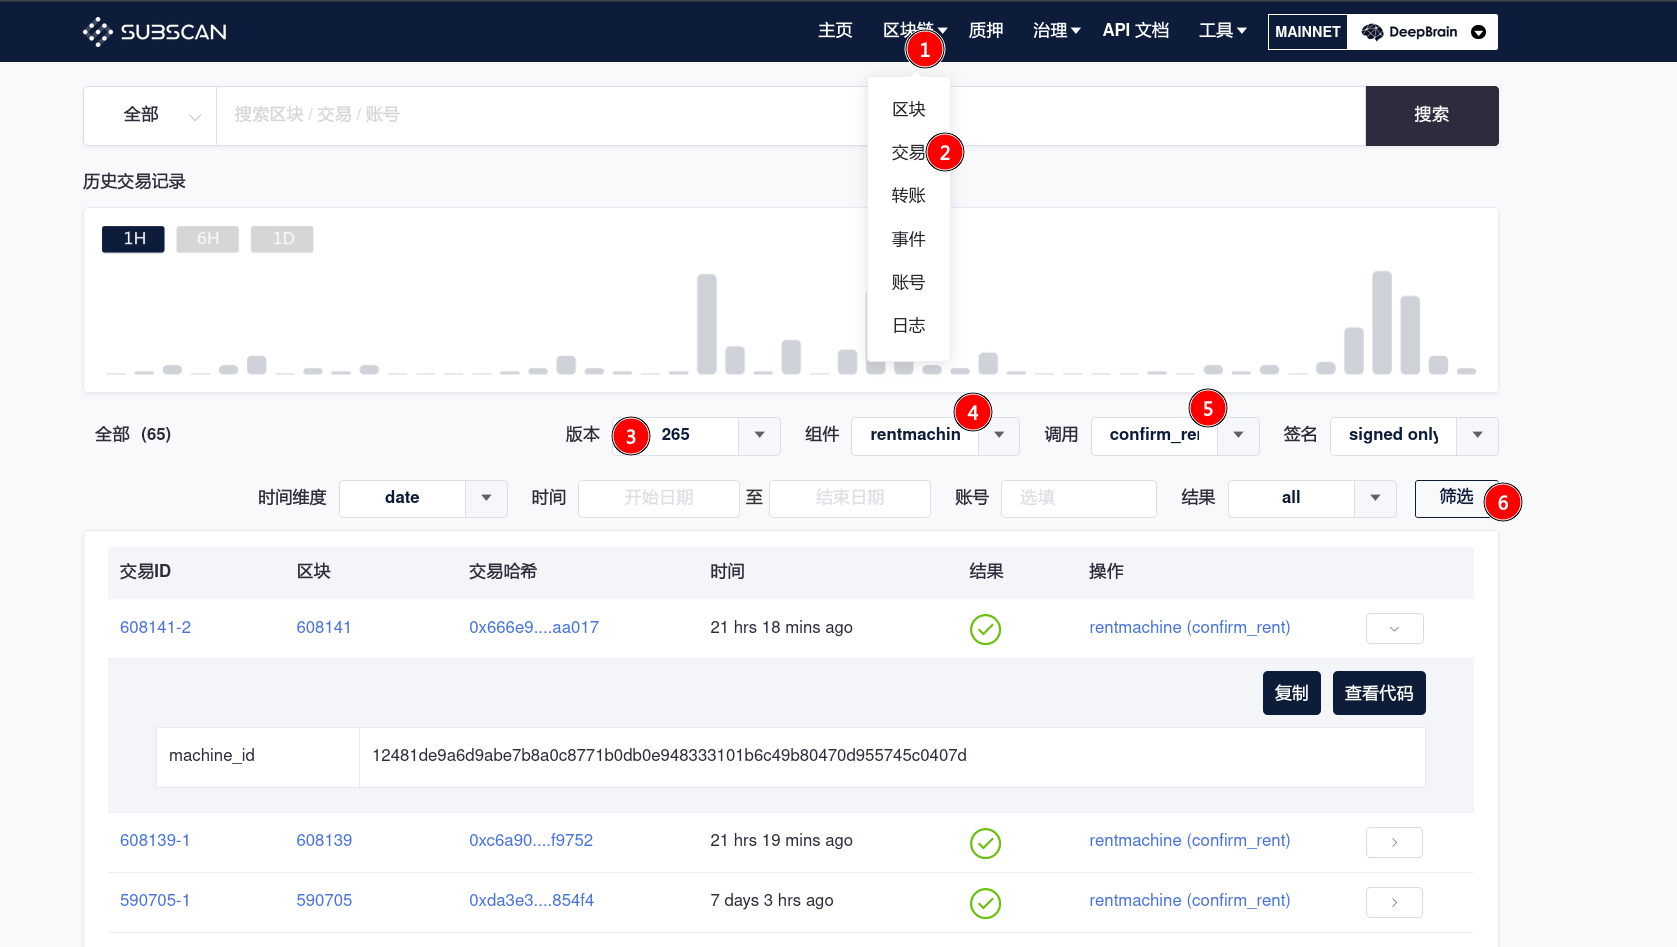 SUBSCAN 主页 区块链 质押 治理 API 文档 工具 MAINNET DeepBrain
1
全部 搜索区块 / 交易 / 账号 搜索
区块
交易 2
转账
事件
账号
日志
历史交易记录
1H 6H 1D
全部 (65) 版本 3 265 组件 rentmachin 4 调用 confirm_re 5 签名 signed only
时间维度 date 时间 开始日期 至 结束日期 账号 选填 结果 all 筛选 6
交易ID 区块 交易哈希 时间 结果 操作
608141-2 608141 0x666e9....aa017 21 hrs 18 mins ago rentmachine (confirm_rent)
复制 查看代码
machine_id 12481de9a6d9abe7b8a0c8771b0db0e948333101b6c49b80470d955745c0407d
608139-1 608139 0xc6a90....f9752 21 hrs 19 mins ago rentmachine (confirm_rent)
590705-1 590705 0xda3e3....854f4 7 days 3 hrs ago rentmachine (confirm_rent)